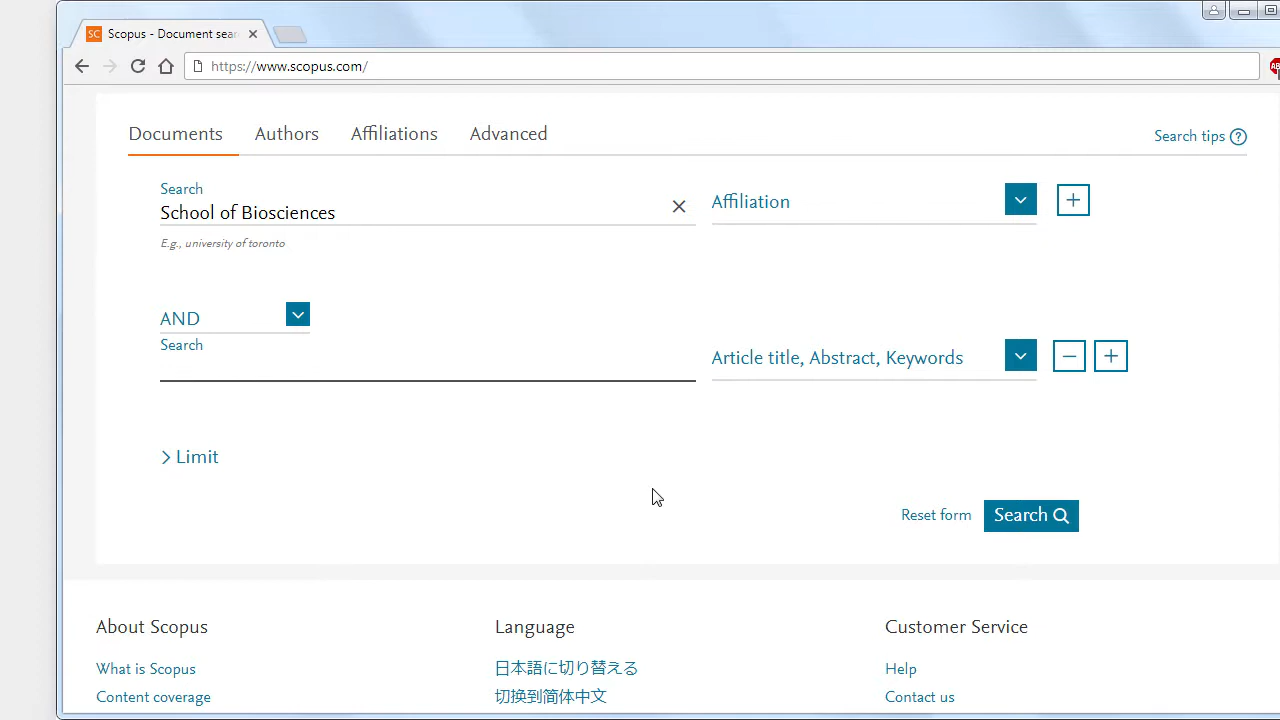 SC Scopus - Document sear
https://www.scopus.com/
Documents Authors Affiliations Advanced Search tips ?
Search
School of Biosciences Affiliation
E.g., university of toronto
AND
Search
Article title, Abstract, Keywords
Limit
Reset form Search
About Scopus Language Customer Service
What is Scopus 日本語に切り替える Help
Content coverage 切换到简体中文 Contact us